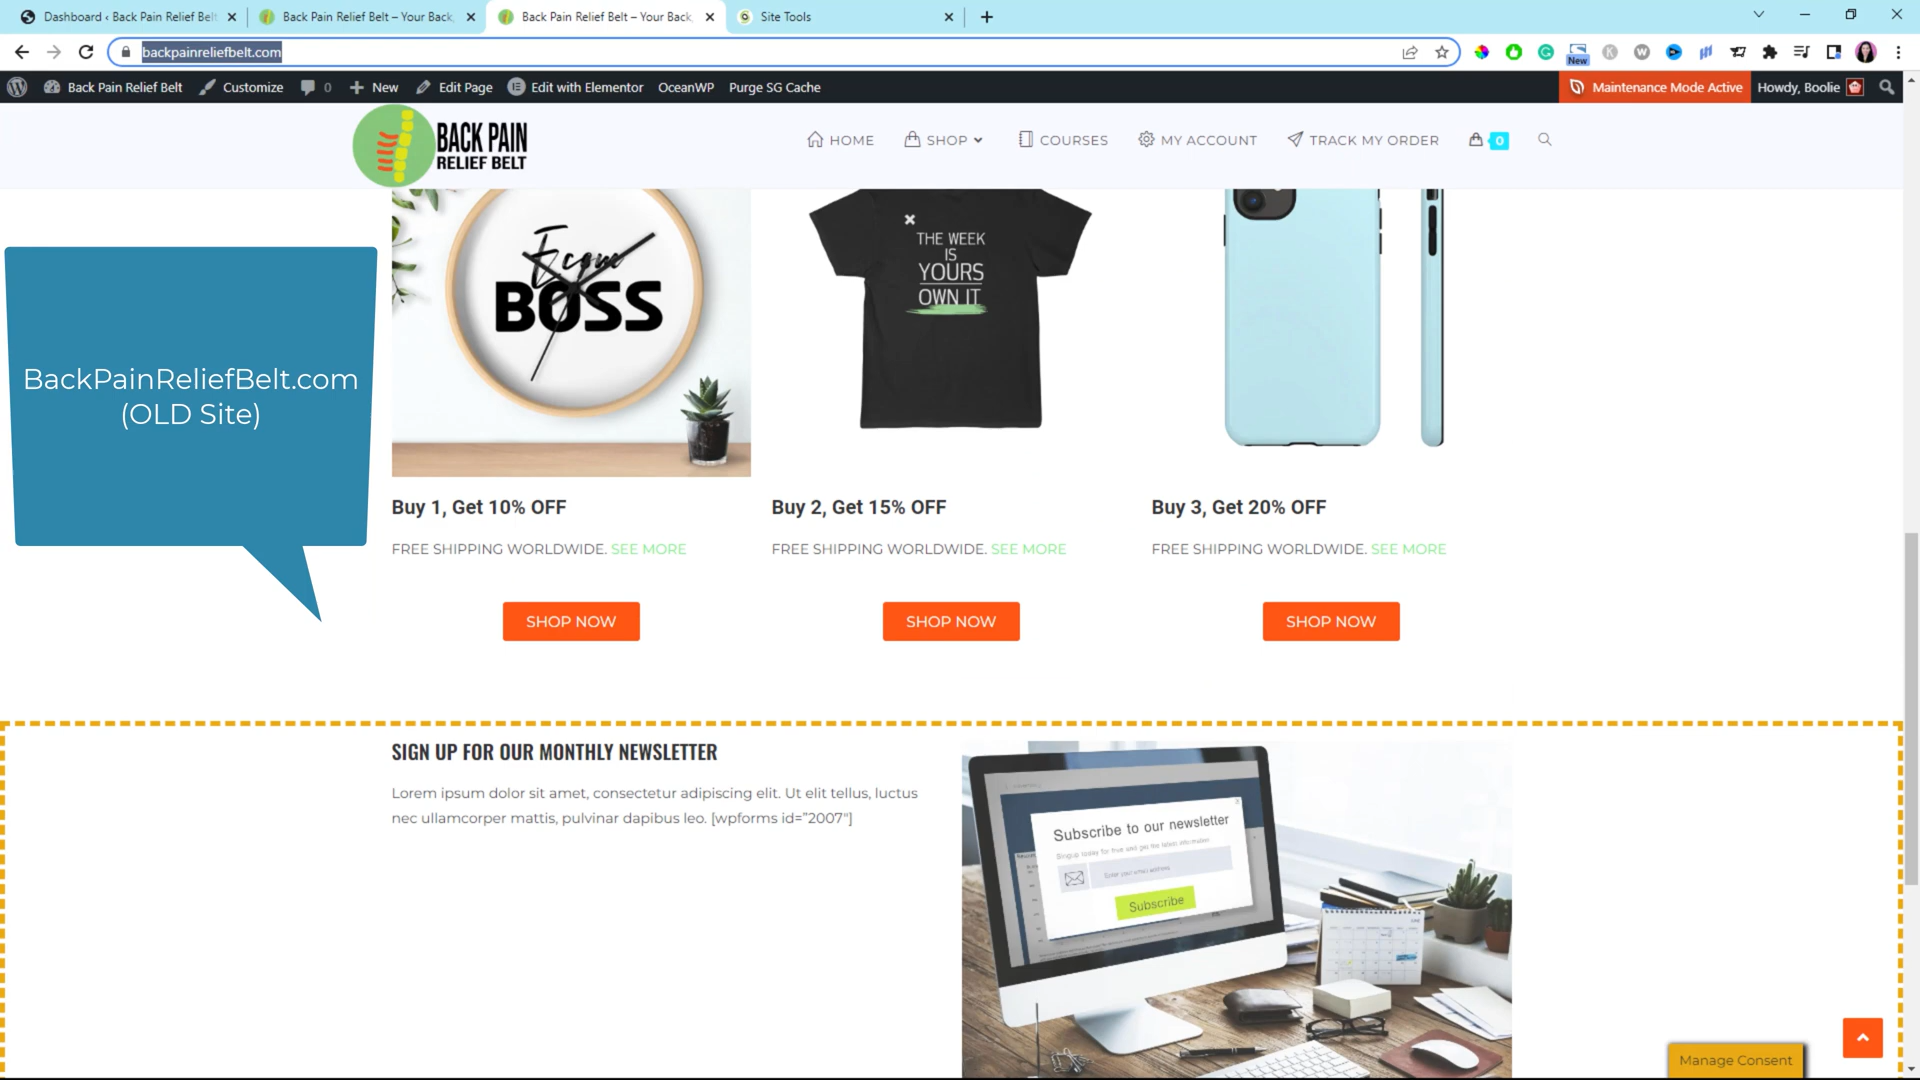 Dashboard ‹ Back Pain Relief Belt
Back Pain Relief Belt – Your Back
Back Pain Relief Belt – Your Back
Site Tools
backpainreliefbelt.com
New
Back Pain Relief Belt
Customize
0
New
Edit Page
Edit with Elementor
OceanWP
Purge SG Cache
Maintenance Mode Active
Howdy, Boolie
BACK PAIN
RELIEF BELT
HOME
SHOP
COURSES
MY ACCOUNT
TRACK MY ORDER
0
BackPainReliefBelt.com
(OLD Site)
Ecom
BOSS
THE WEEK
IS
YOURS
OWN IT
Buy 1, Get 10% OFF
Buy 2, Get 15% OFF
Buy 3, Get 20% OFF
FREE SHIPPING WORLDWIDE. SEE MORE
FREE SHIPPING WORLDWIDE. SEE MORE
FREE SHIPPING WORLDWIDE. SEE MORE
SHOP NOW
SHOP NOW
SHOP NOW
SIGN UP FOR OUR MONTHLY NEWSLETTER
Lorem ipsum dolor sit amet, consectetur adipiscing elit. Ut elit tellus, luctus
nec ullamcorper mattis, pulvinar dapibus leo. [wpforms id="2007"]
Subscribe to our newsletter
Enter your email address
Subscribe
Manage Consent